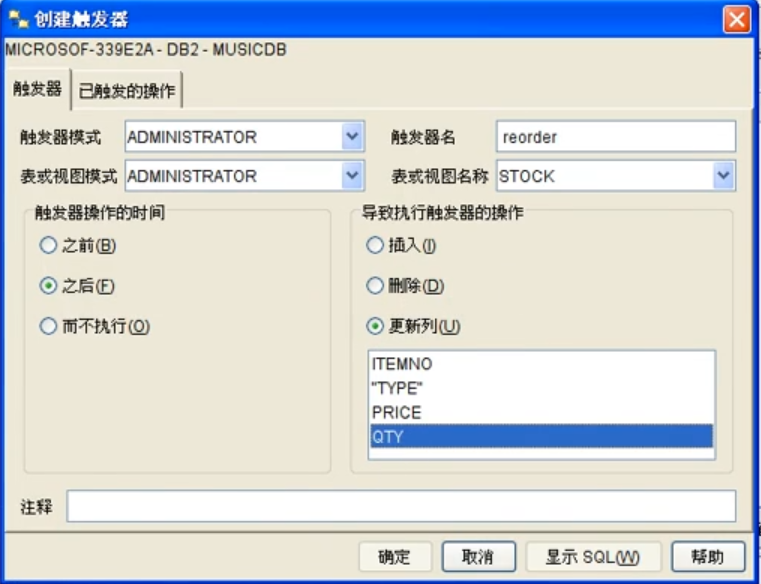 创建触发器
MICROSOF-339E2A - DB2 - MUSICDB
触发器 已触发的操作
触发器模式 ADMINISTRATOR 触发器名 reorder
表或视图模式 ADMINISTRATOR 表或视图名称 STOCK
触发器操作的时间 导致执行触发器的操作
之前(B) 插入(I)
之后(F) 删除(D)
而不执行(O) 更新列(U)
ITEMNO
"TYPE"
PRICE
QTY
注释
确定 取消 显示 SQL(W) 帮助